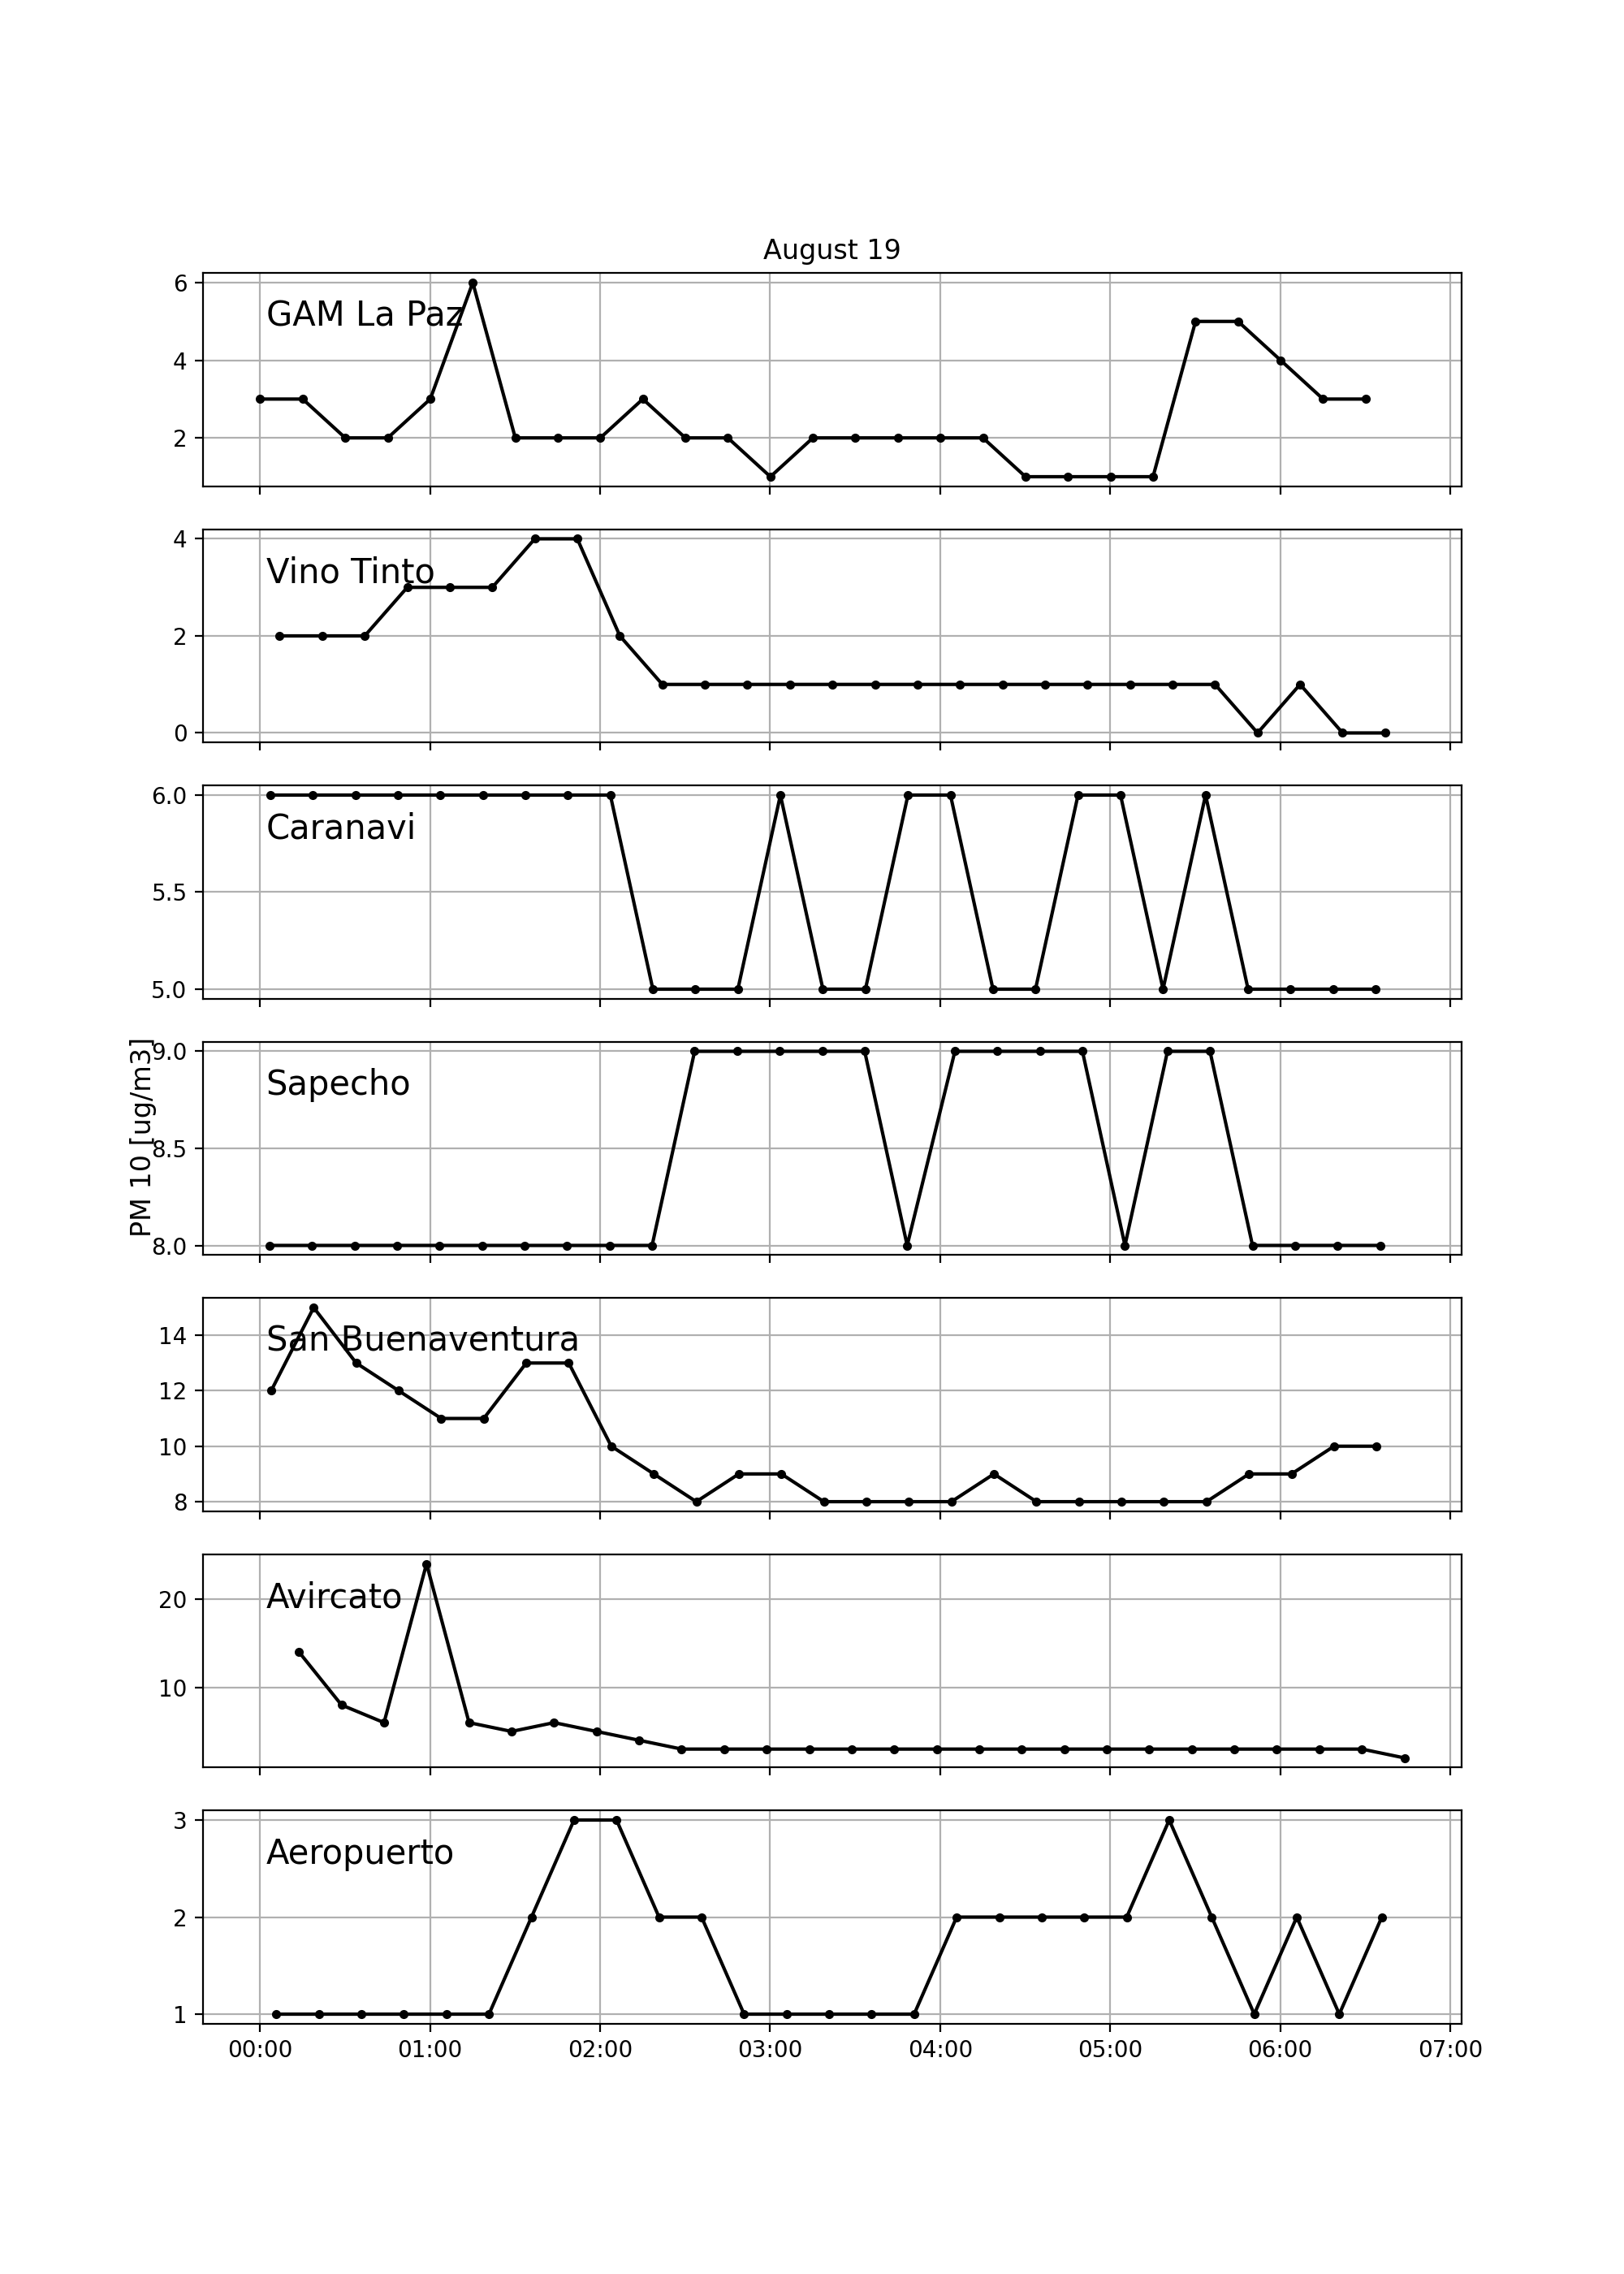 August 19
6
GAM La Paz
4
2
4
Vino Tinto
2
0
6.0
Caranavi
5.5
5.0
PM 10 [ug/m3]
9.0
Sapecho
8.5
8.0
San Buenaventura
14
12
10
8
Avircato
20
10
3
Aeropuerto
2
1
00:00 01:00 02:00 03:00 04:00 05:00 06:00 07:00